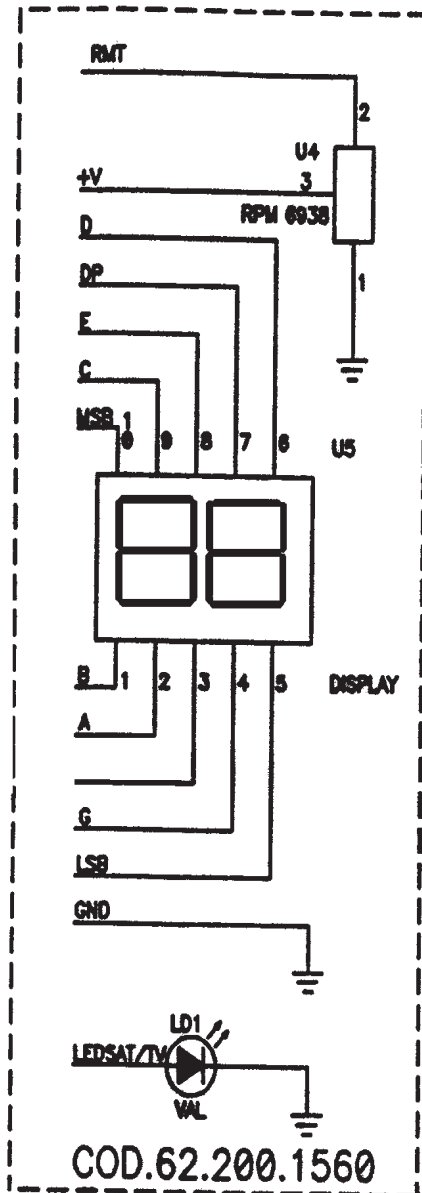 RMT
2
U4
+V
3
RPM 6938
D
DP
1
E
C
MSB 1
0 9 8 7 6
U5
B 1 2 3 4 5
DISPLAY
A
G
LSB
GND
LD1
LEDSAT/TV
VAL
COD.62.200.1560